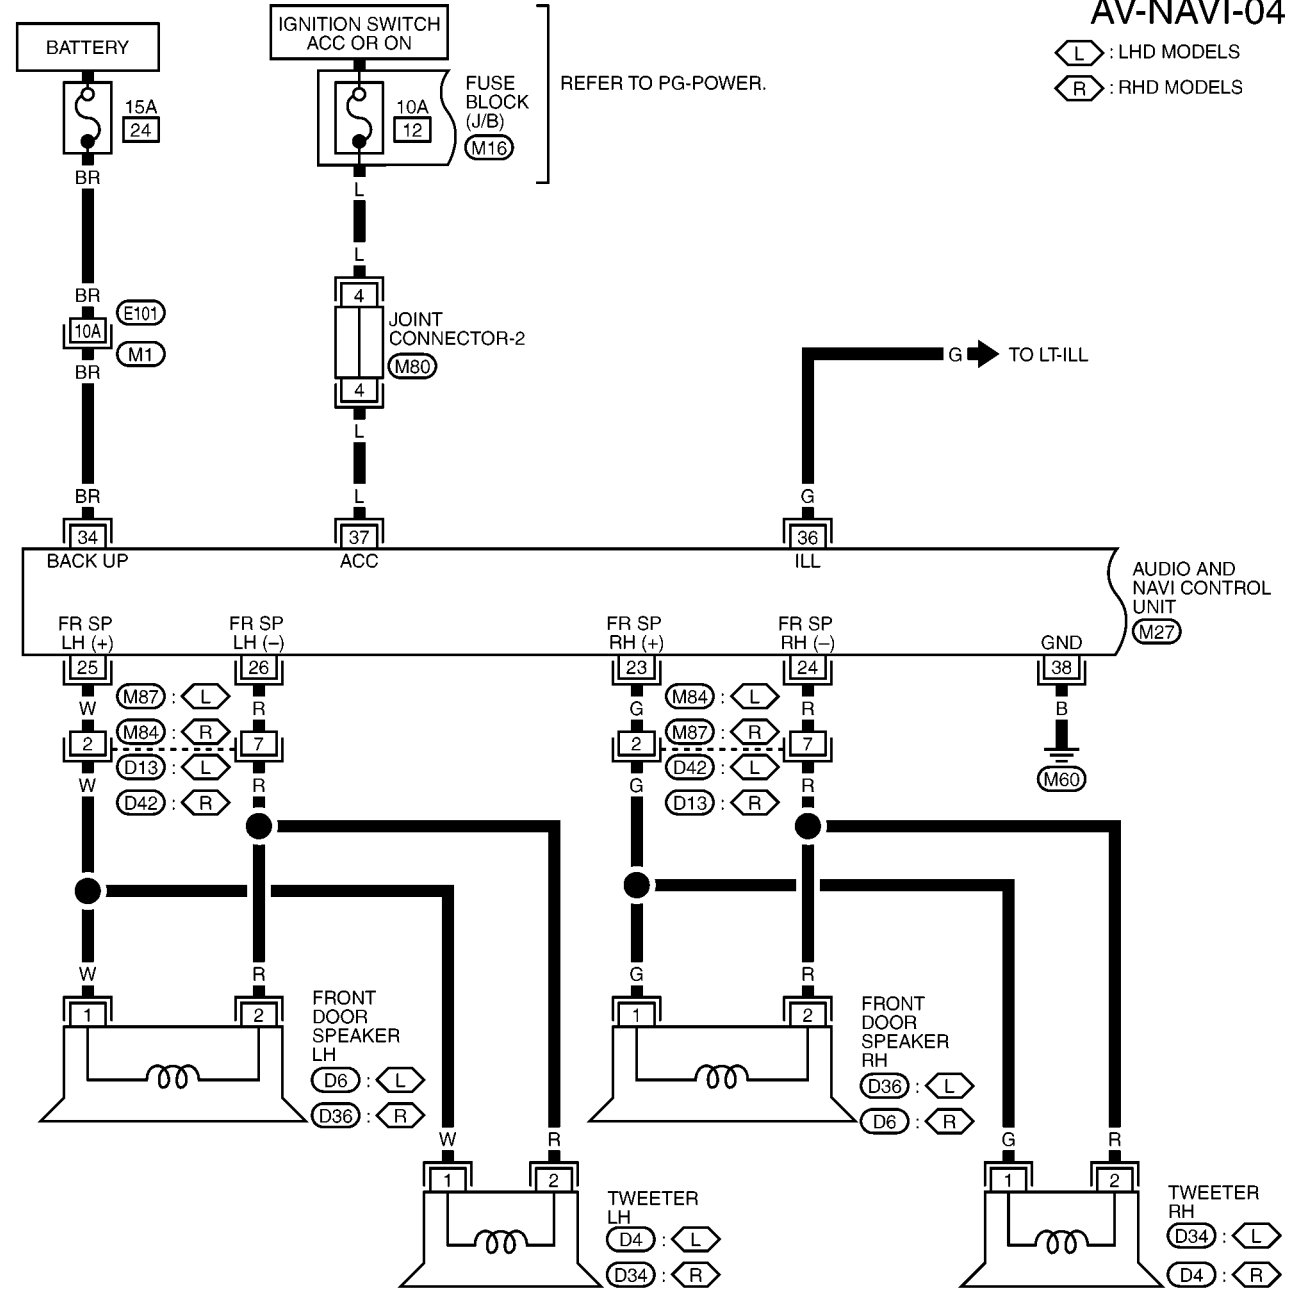 AV-NAVI-04
L : LHD MODELS
R : RHD MODELS
BATTERY
IGNITION SWITCH
ACC OR ON
REFER TO PG-POWER.
15A
24
10A
12
FUSE
BLOCK
(J/B)
M16
BR
L
L
BR
E101
10A
M1
BR
4
JOINT
CONNECTOR-2
M80
4
L
G
TO LT-ILL
BR
L
G
34
37
36
BACK UP
ACC
ILL
AUDIO AND
NAVI CONTROL
UNIT
M27
FR SP
LH (+)
FR SP
LH (–)
FR SP
RH (+)
FR SP
RH (–)
GND
25
26
23
24
38
W
M87 : L
R
G
M84 : L
R
B
M84 : R
M87 : R
2
7
2
7
D13 : L
D42 : L
M60
W
R
G
R
D42 : R
D13 : R
W
R
G
R
1
2
1
2
FRONT
DOOR
SPEAKER
LH
D6 : L
D36 : R
FRONT
DOOR
SPEAKER
RH
D36 : L
D6 : R
W
R
G
R
1
2
1
2
TWEETER
LH
D4 : L
D34 : R
TWEETER
RH
D34 : L
D4 : R